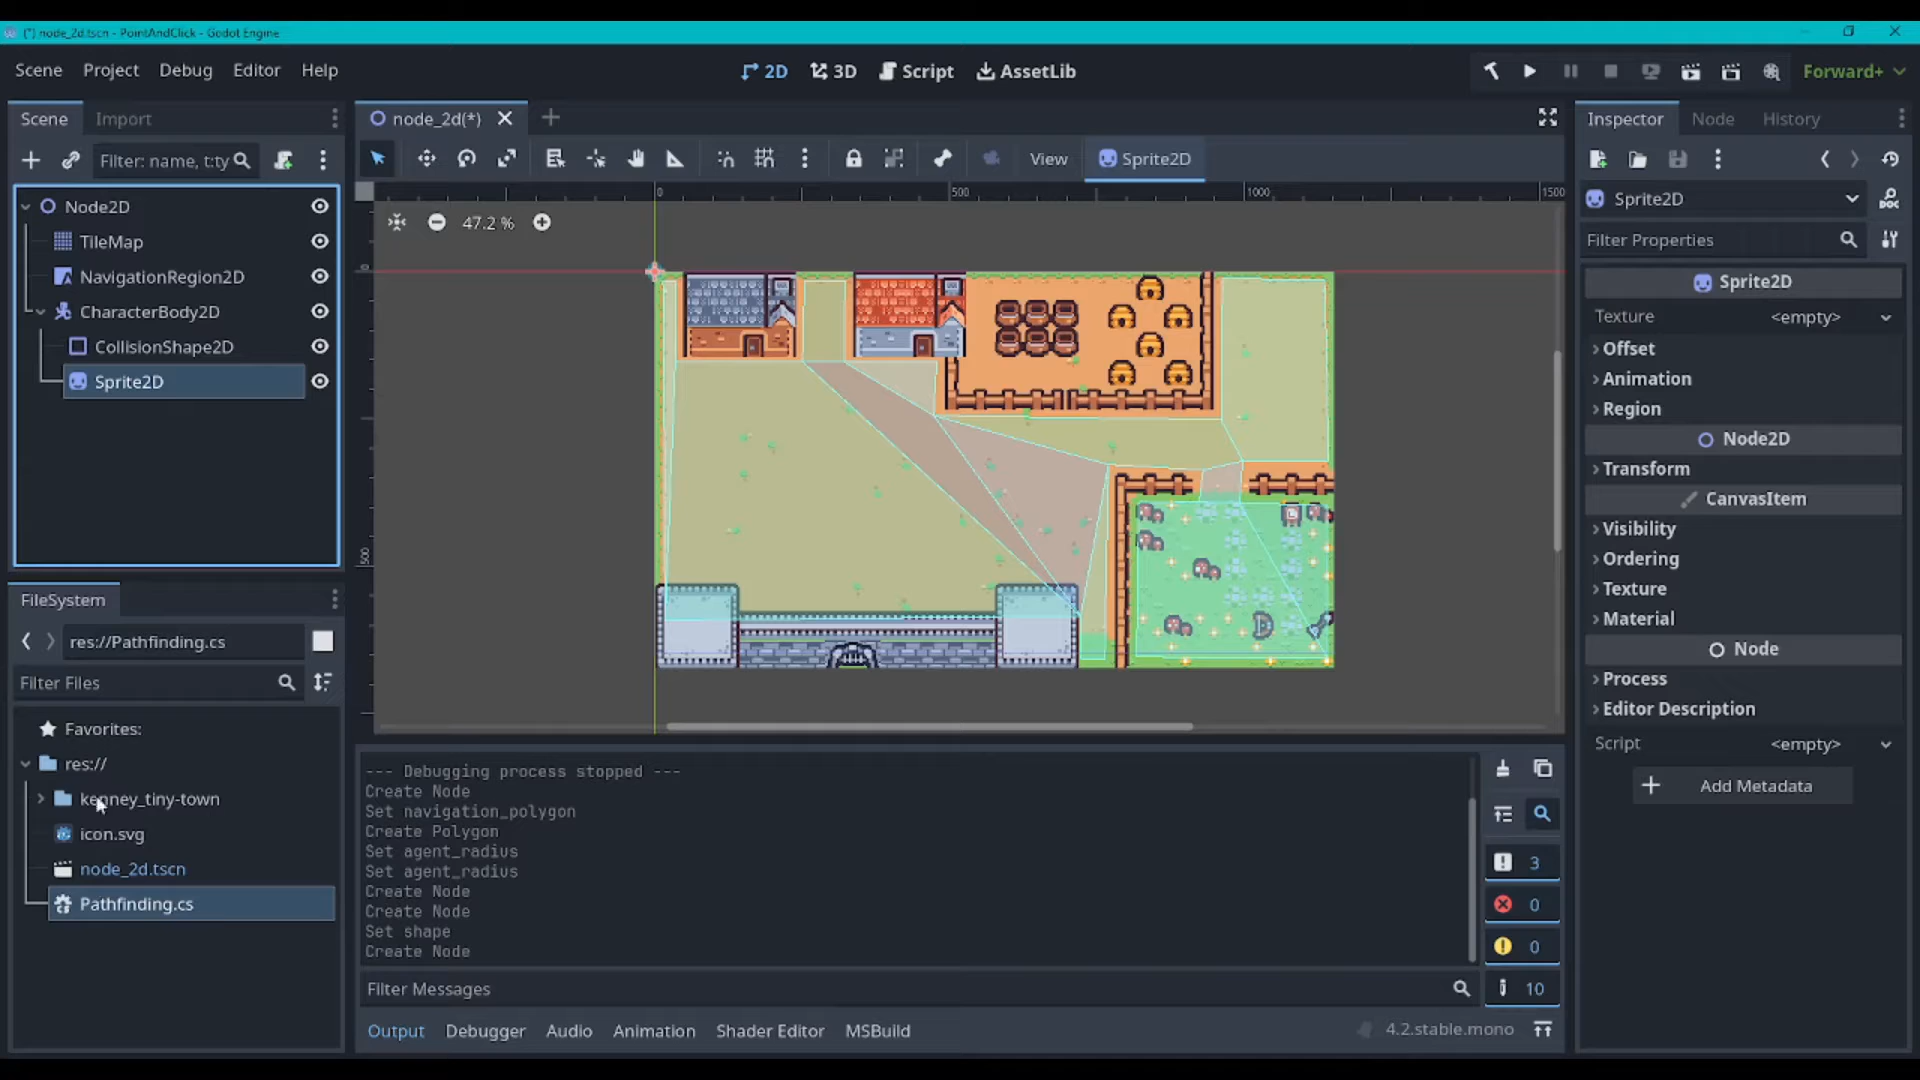 (*) node_2d.tscn - PointAndClick - Godot Engine
Scene Project Debug Editor Help
2D 3D Script AssetLib
Forward+
Scene Import
node_2d(*)
Inspector Node History
Filter: name, t:ty
View Sprite2D
Node2D
TileMap
NavigationRegion2D
CharacterBody2D
CollisionShape2D
Sprite2D
0 500 1000 1500
47.2 %
0
500
Sprite2D
Filter Properties
Sprite2D
Texture <empty>
Offset
Animation
Region
Node2D
Transform
CanvasItem
Visibility
Ordering
Texture
Material
Node
Process
Editor Description
Script <empty>
Add Metadata
FileSystem
res://Pathfinding.cs
Filter Files
Favorites:
res://
kenney_tiny-town
icon.svg
node_2d.tscn
Pathfinding.cs
--- Debugging process stopped ---
Create Node
Set navigation_polygon
Create Polygon
Set agent_radius
Set agent_radius
Create Node
Create Node
Set shape
Create Node
3
0
0
10
Filter Messages
Output Debugger Audio Animation Shader Editor MSBuild
4.2.stable.mono